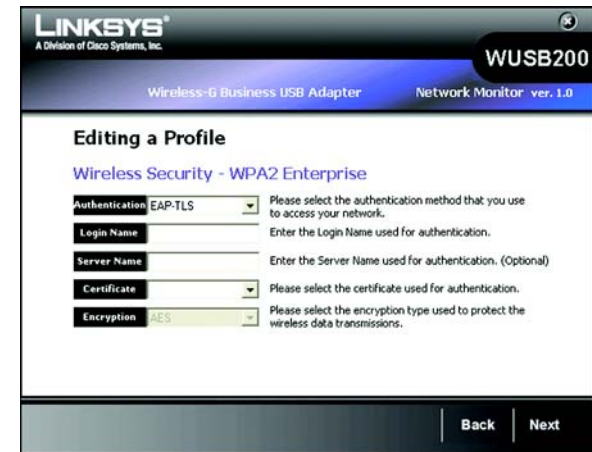 LINKSYS®
A Division of Cisco Systems, Inc.
WUSB200
Wireless-G Business USB Adapter Network Monitor ver. 1.0
Editing a Profile
Wireless Security - WPA2 Enterprise
Authentication EAP-TLS Please select the authentication method that you use
to access your network.
Login Name Enter the Login Name used for authentication.
Server Name Enter the Server Name used for authentication. (Optional)
Certificate Please select the certificate used for authentication.
Encryption AES Please select the encryption type used to protect the
wireless data transmissions.
Back Next